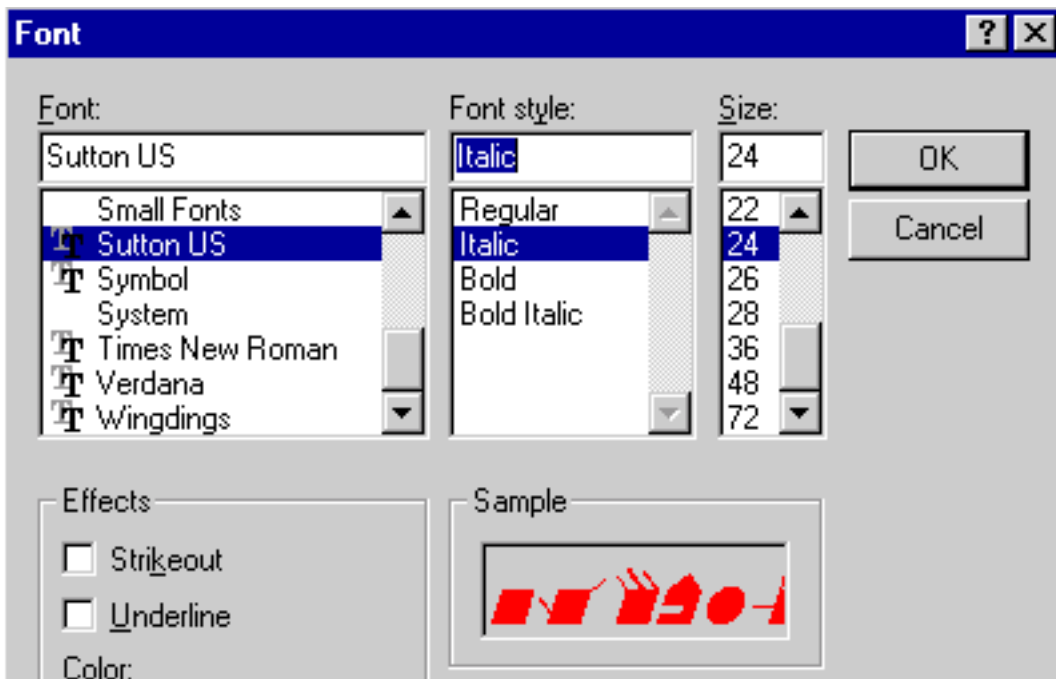 Font
Font: Font style: Size:
Sutton US Italic 24 OK
Small Fonts Regular 22
Sutton US Italic 24 Cancel
Symbol Bold 26
System Bold Italic 28
Times New Roman 36
Verdana 48
Wingdings 72
Effects Sample
Strikeout
Underline
Color: